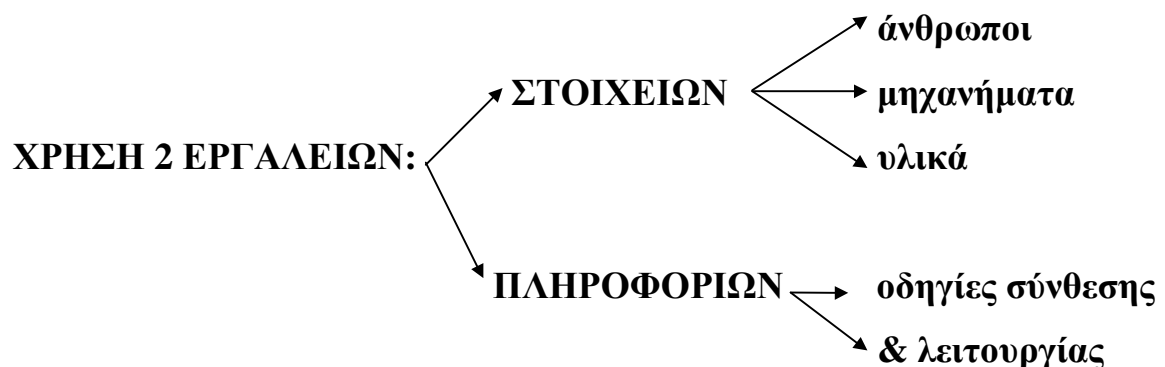 άνθρωποι
ΣΤΟΙΧΕΙΩΝ
μηχανήματα
ΧΡΗΣΗ 2 ΕΡΓΑΛΕΙΩΝ:
υλικά
ΠΛΗΡΟΦΟΡΙΩΝ
οδηγίες σύνθεσης
& λειτουργίας